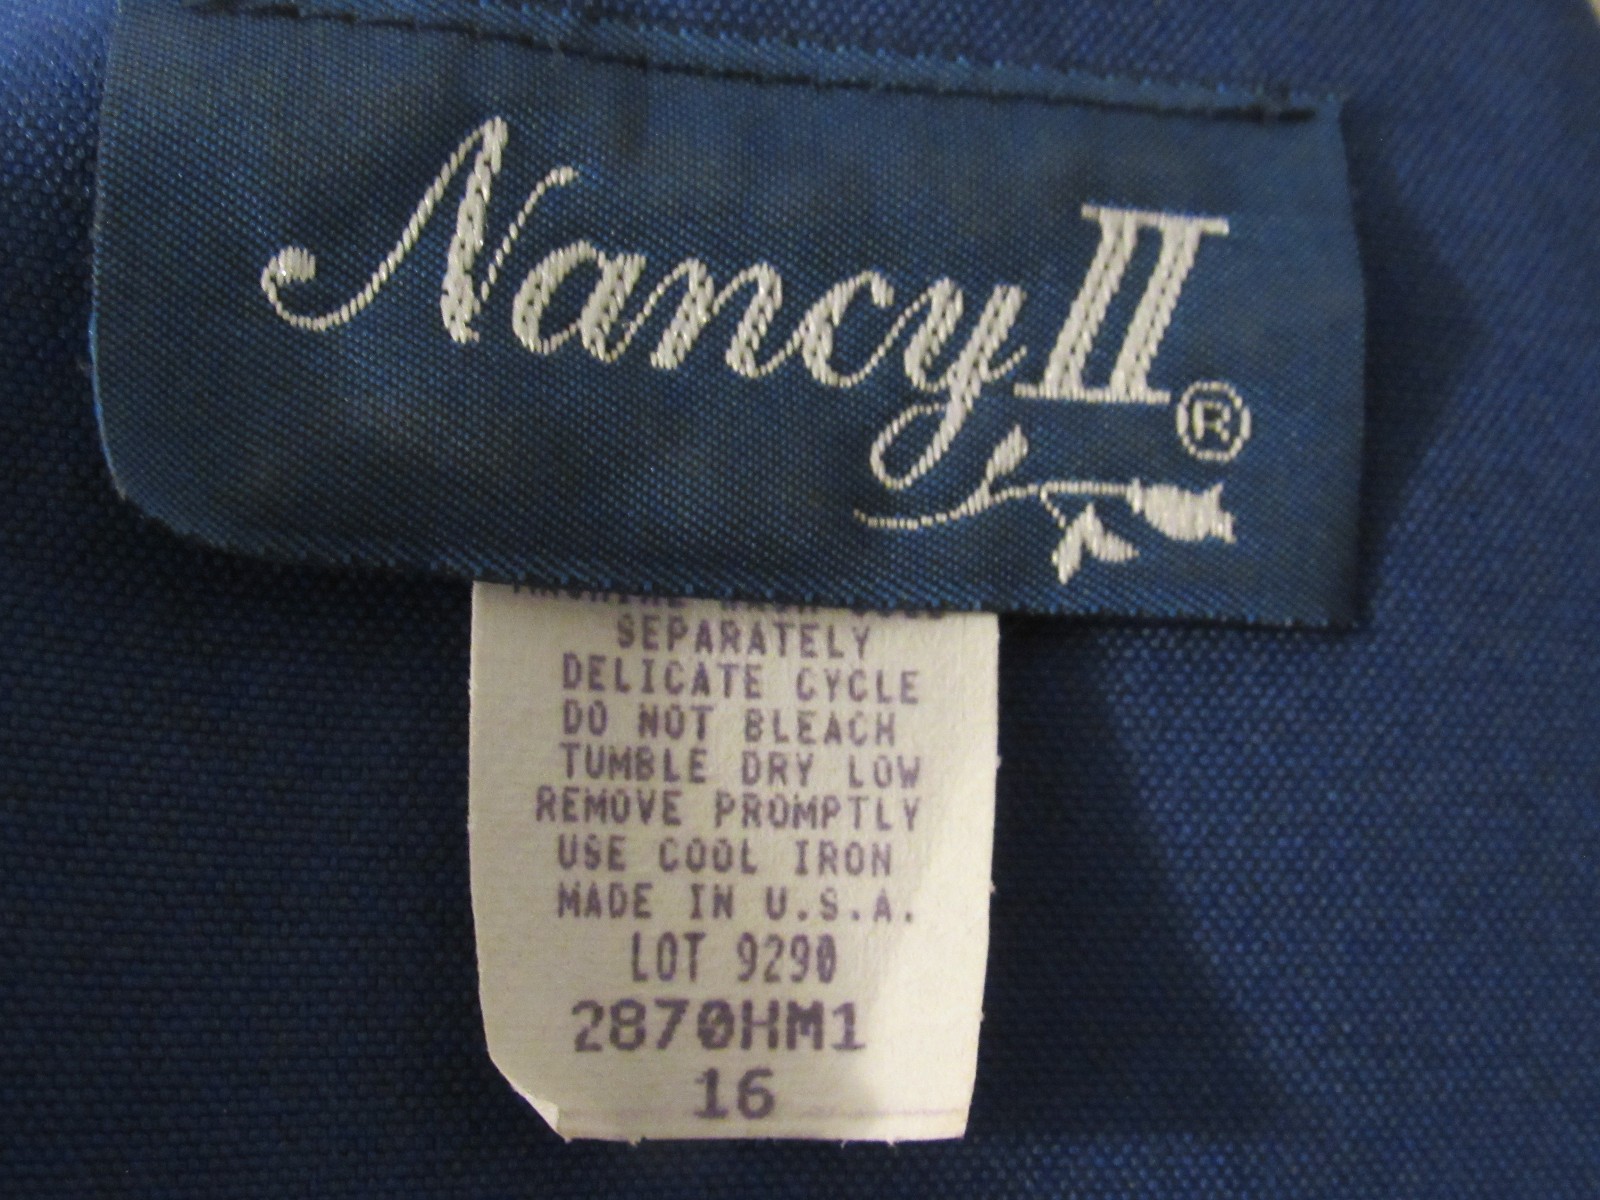 Nancy II ®
SEPARATELY
DELICATE CYCLE
DO NOT BLEACH
TUMBLE DRY LOW
REMOVE PROMPTLY
USE COOL IRON
MADE IN U.S.A.
LOT 9290
2870HM1
16